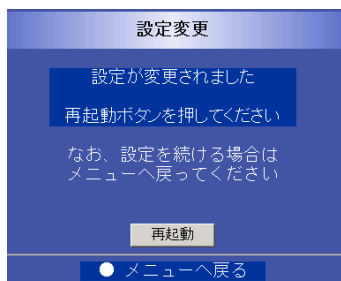 設定変更
設定が変更されました
再起動ボタンを押してください
なお、設定を続ける場合は
メニューへ戻ってください
再起動
● メニューへ戻る